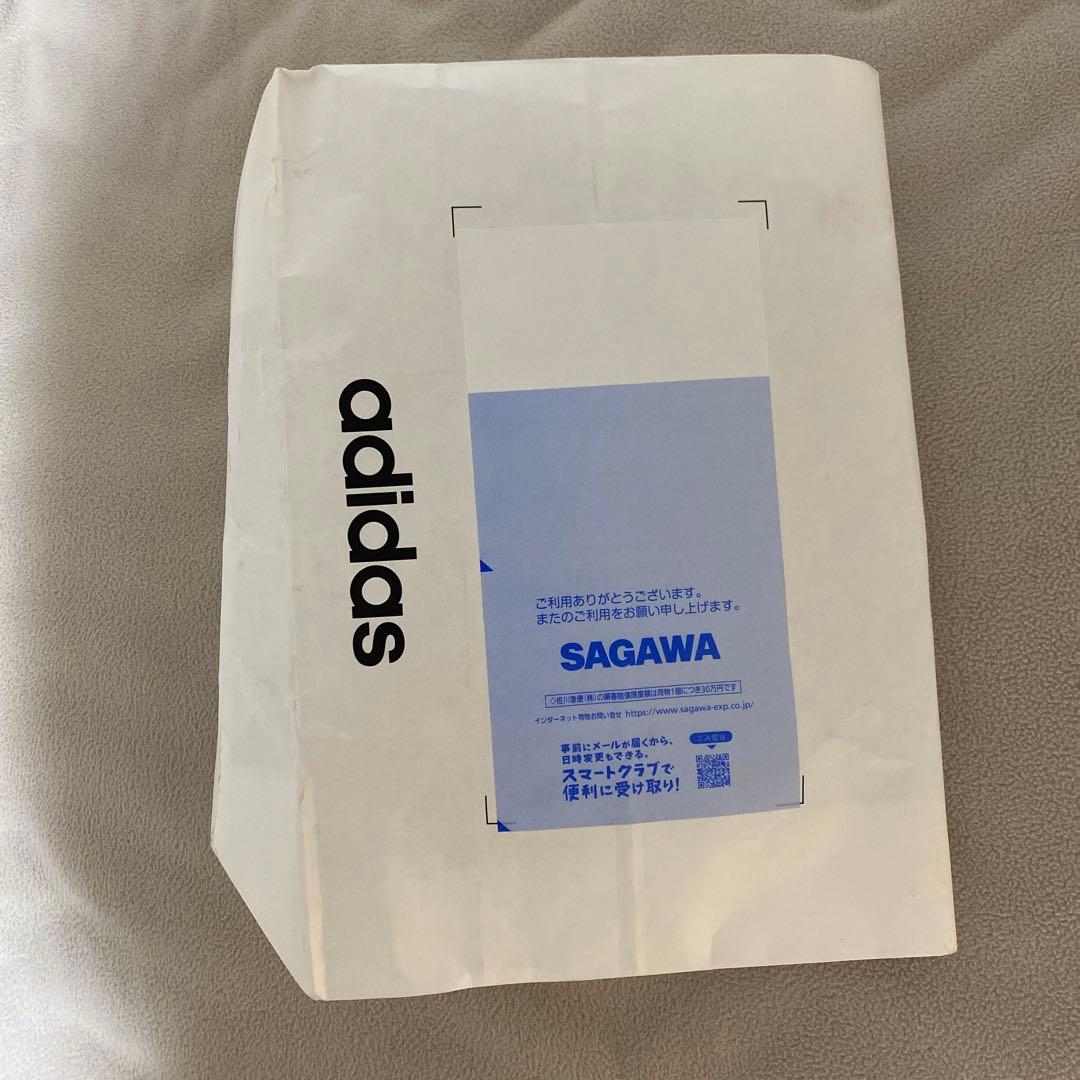 adidas
ご利用ありがとうございます。
またのご利用をお願い申し上げます。
SAGAWA
◇佐川急便(株)の損害賠償限度額は荷物1個につき30万円です
インターネット荷物お問い合せ https://www.sagawa-exp.co.jp/
事前にメールが届くから、
日時変更もできる。
スマートクラブで
便利に受け取り!
ご入会は